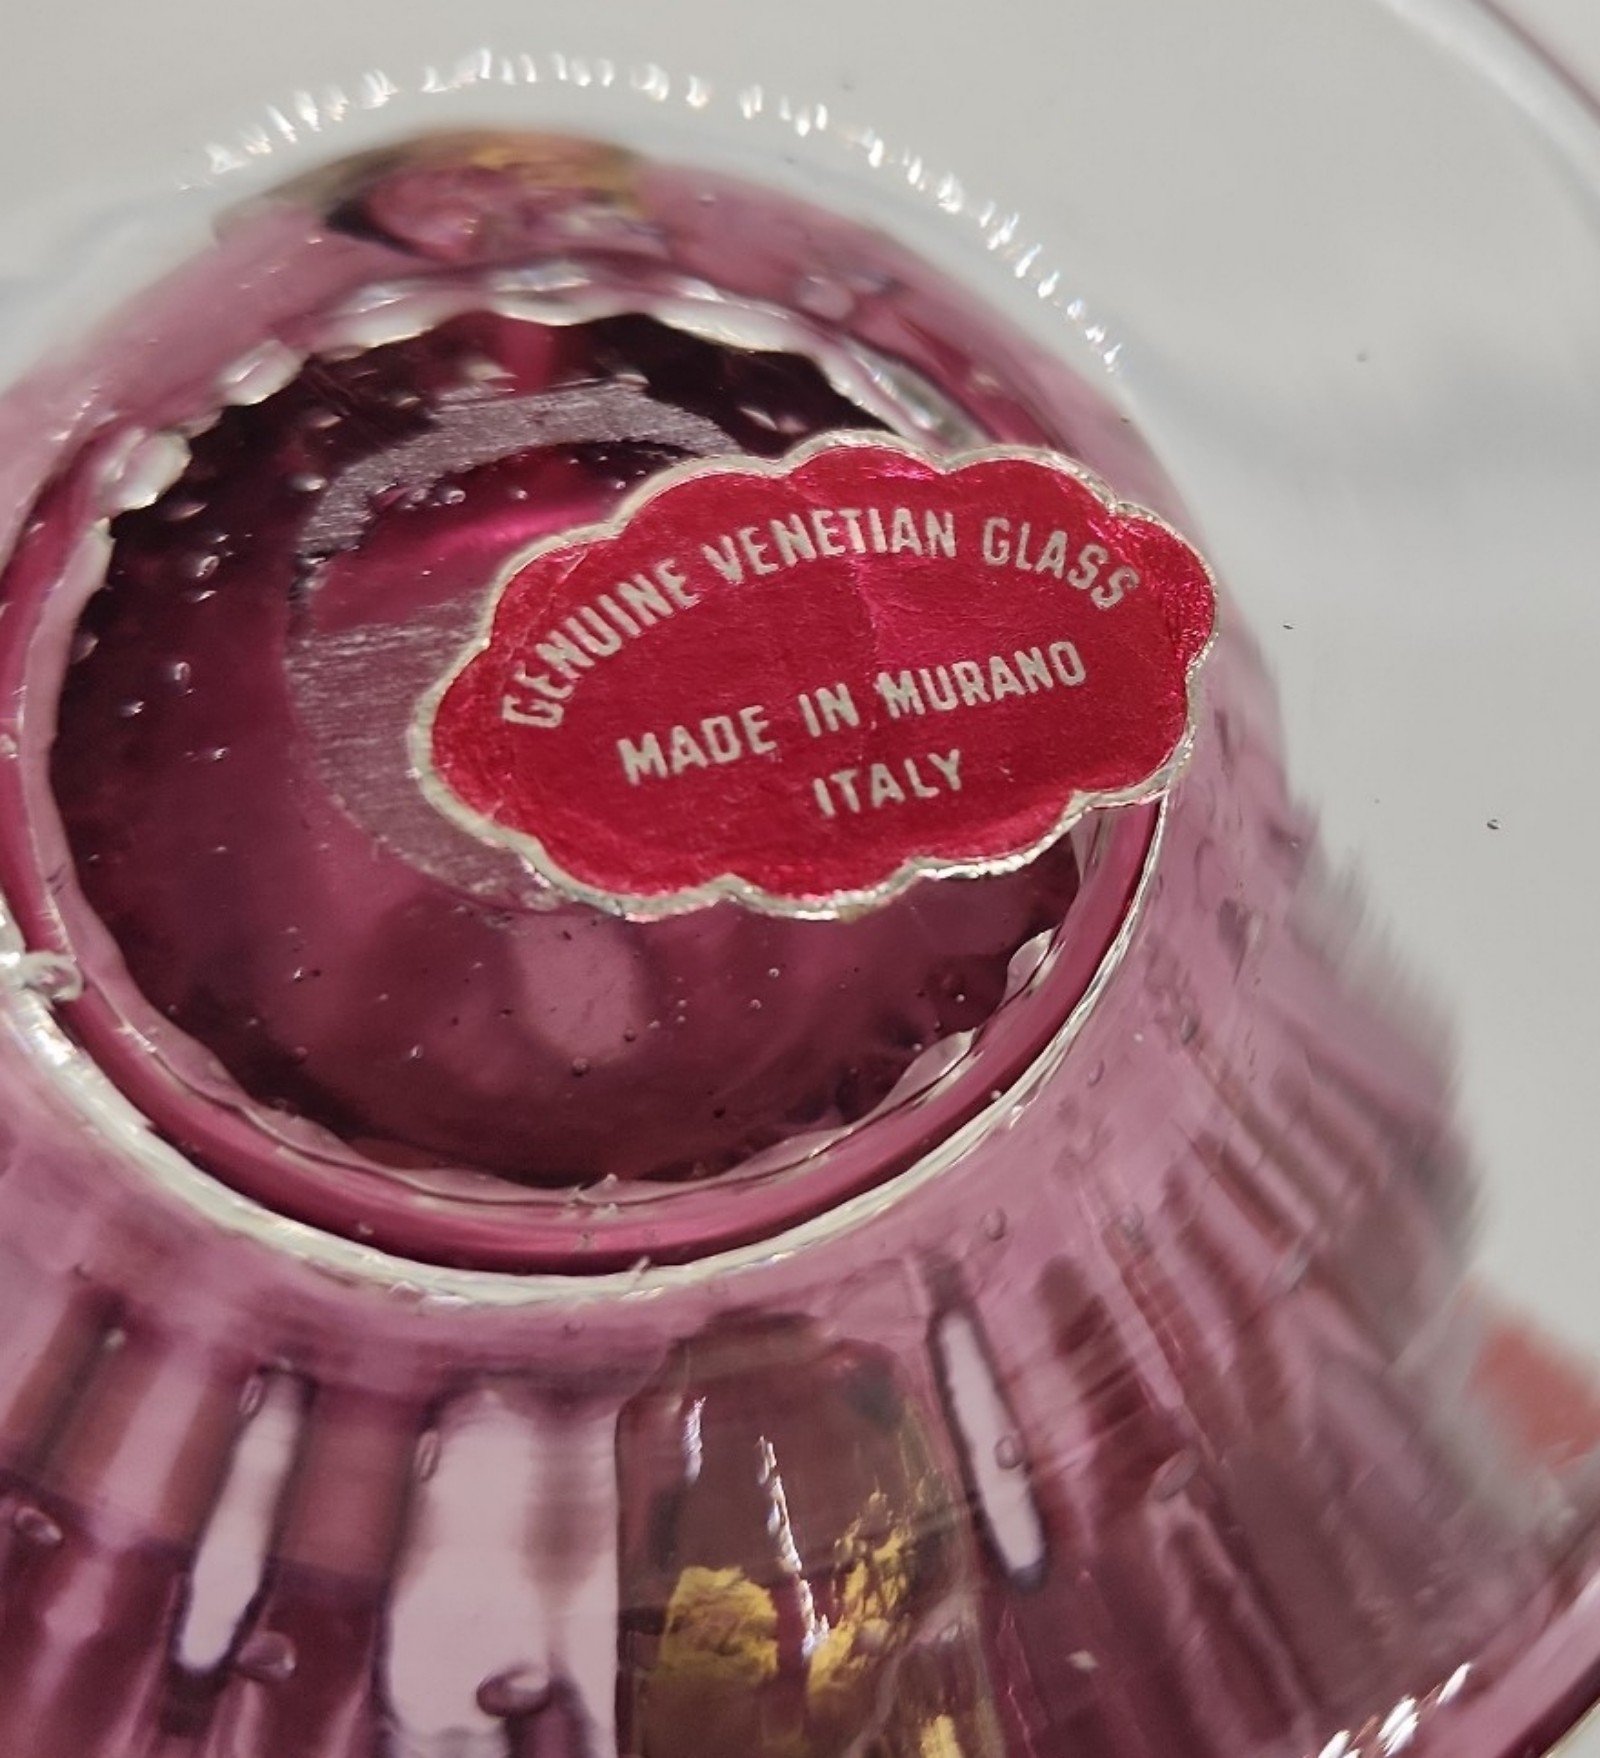 GENUINE VENETIAN GLASS
MADE IN MURANO
ITALY